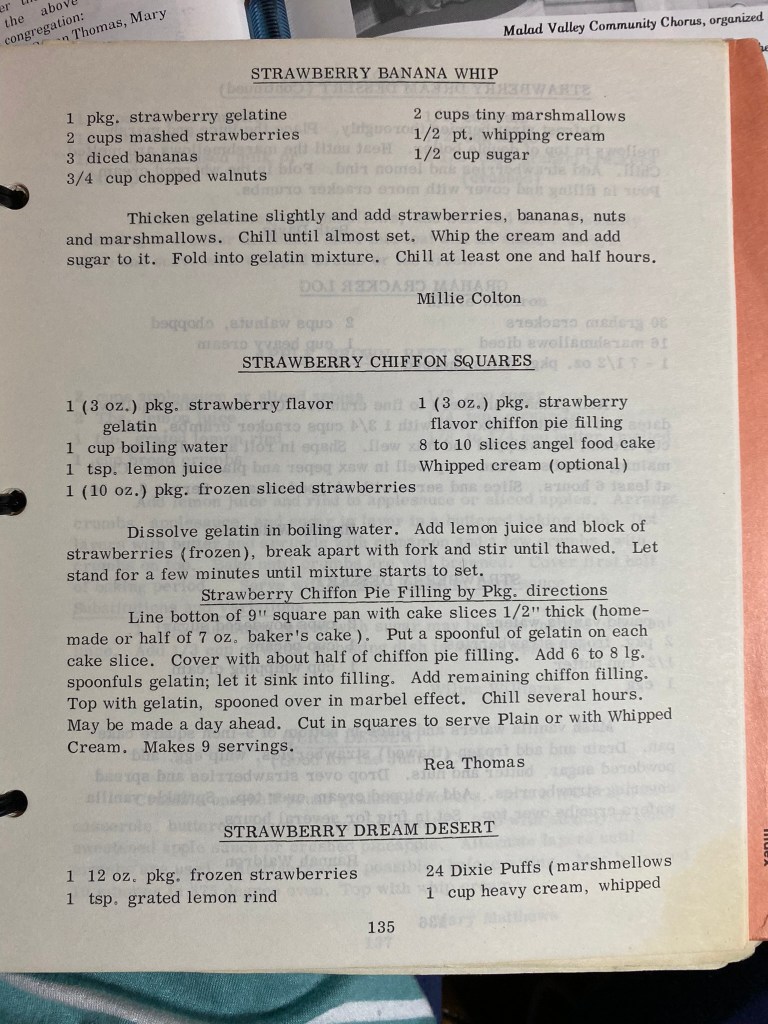 the above
congregation:
Thomas, Mary
Malad Valley Community Chorus, organized
STRAWBERRY BANANA WHIP
1 pkg. strawberry gelatine
2 cups mashed strawberries
3 diced bananas
3/4 cup chopped walnuts
2 cups tiny marshmallows
1/2 pt. whipping cream
1/2 cup sugar
Thicken gelatine slightly and add strawberries, bananas, nuts
and marshmallows. Chill until almost set. Whip the cream and add
sugar to it. Fold into gelatin mixture. Chill at least one and half hours.
Millie Colton
STRAWBERRY CHIFFON SQUARES
1 (3 oz.) pkg. strawberry flavor
gelatin
1 cup boiling water
1 tsp. lemon juice
1 (10 oz.) pkg. frozen sliced strawberries
1 (3 oz.) pkg. strawberry
flavor chiffon pie filling
8 to 10 slices angel food cake
Whipped cream (optional)
Dissolve gelatin in boiling water. Add lemon juice and block of
strawberries (frozen), break apart with fork and stir until thawed. Let
stand for a few minutes until mixture starts to set.
Strawberry Chiffon Pie Filling by Pkg. directions
Line botton of 9" square pan with cake slices 1/2" thick (home-
made or half of 7 oz. baker's cake). Put a spoonful of gelatin on each
cake slice. Cover with about half of chiffon pie filling. Add 6 to 8 lg.
spoonfuls gelatin; let it sink into filling. Add remaining chiffon filling.
Top with gelatin, spooned over in marbel effect. Chill several hours.
May be made a day ahead. Cut in squares to serve Plain or with Whipped
Cream. Makes 9 servings.
Rea Thomas
STRAWBERRY DREAM DESERT
1 12 oz. pkg. frozen strawberries
1 tsp. grated lemon rind
24 Dixie Puffs (marshmellows
1 cup heavy cream, whipped
135
Index